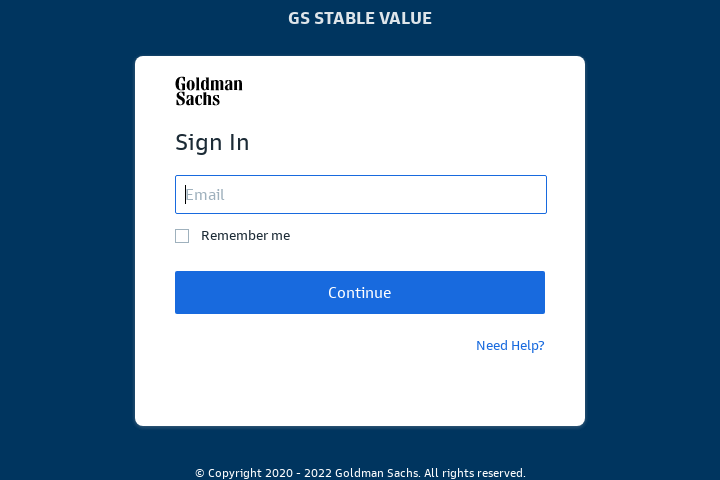 GS STABLE VALUE
Goldman
Sachs
Sign In
Email
Remember me
Continue
Need Help?
© Copyright 2020 - 2022 Goldman Sachs. All rights reserved.